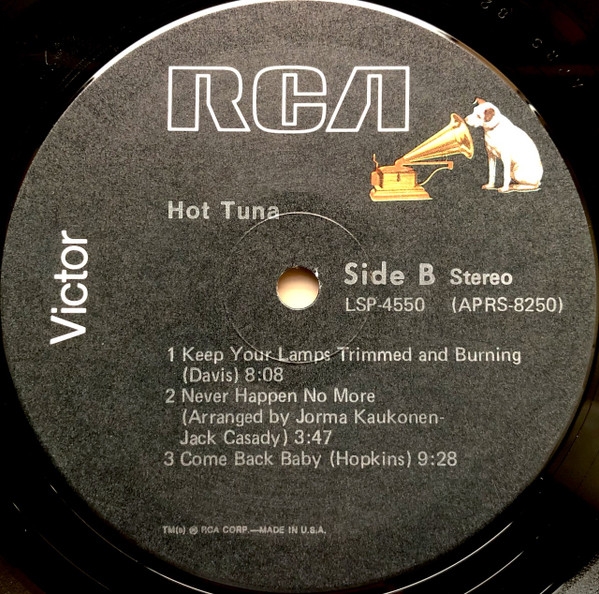 RCA
Hot Tuna
Victor
Side B Stereo
LSP-4550 (APRS-8250)
1 Keep Your Lamps Trimmed and Burning
(Davis) 8:08
2 Never Happen No More
(Arranged by Jorma Kaukonen-
Jack Casady) 3:47
3 Come Back Baby (Hopkins) 9:28
TM(s) ® RCA CORP.—MADE IN U.S.A.